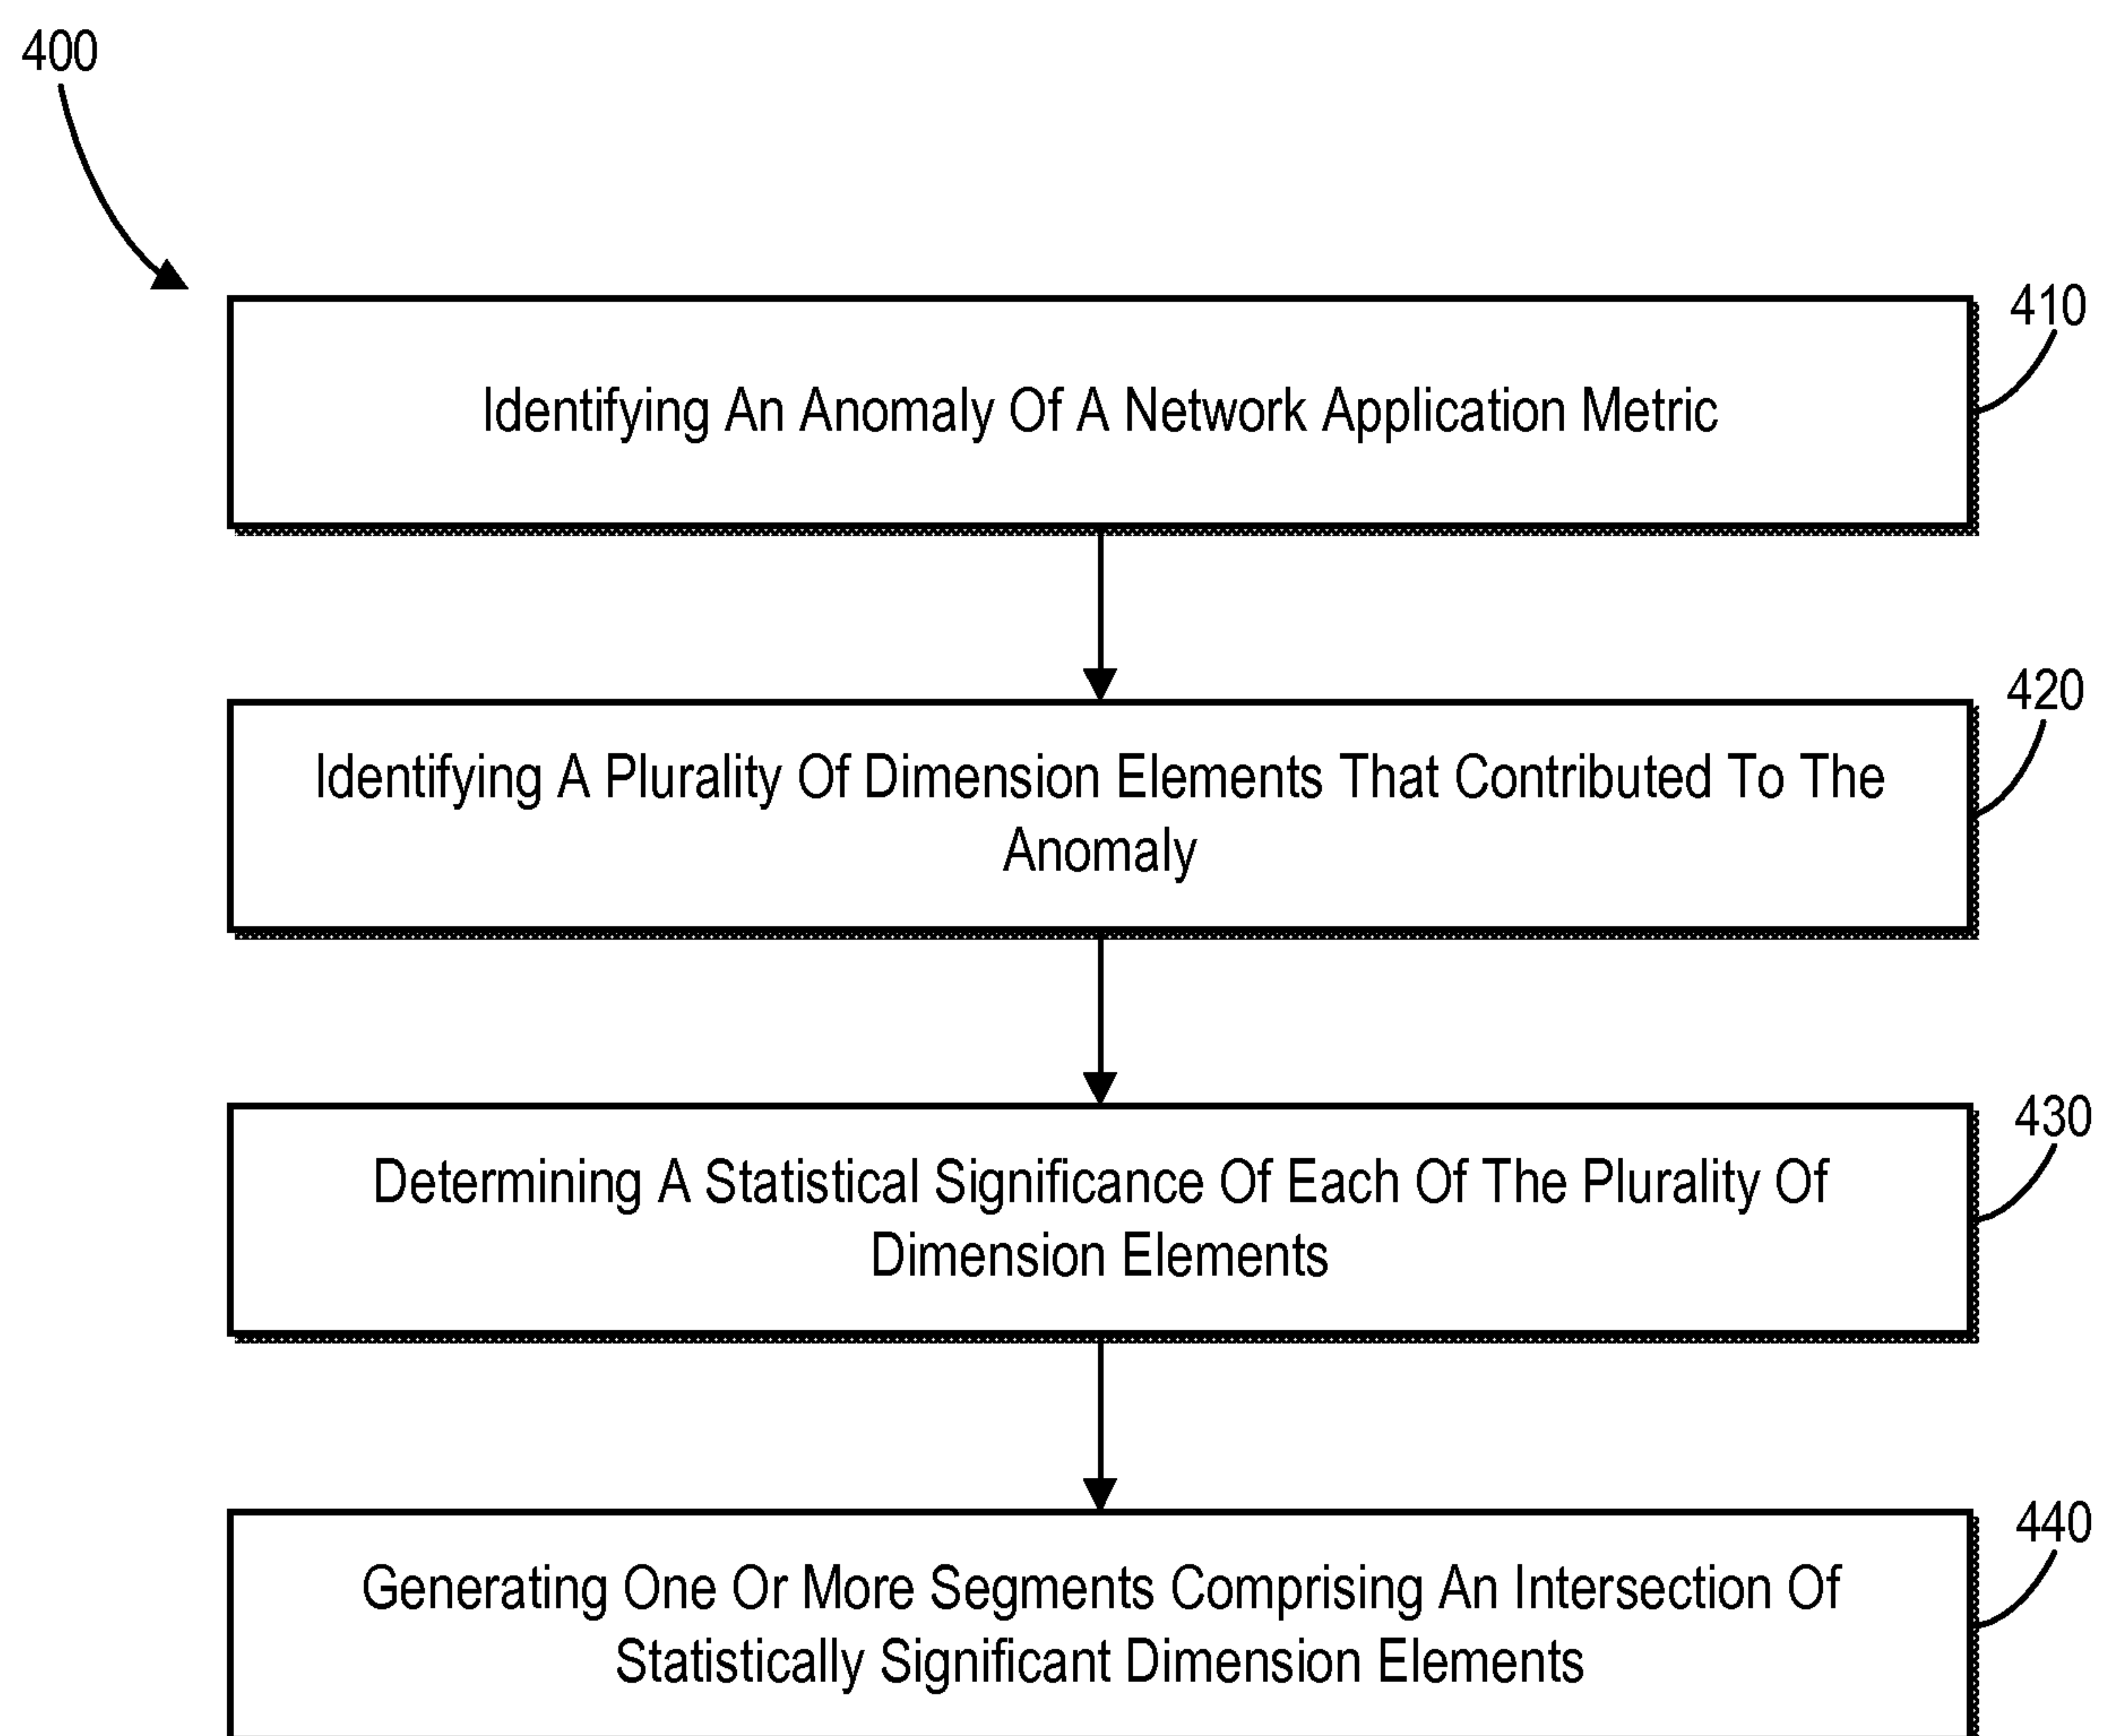 400
410
Identifying An Anomaly Of A Network Application Metric
420
Identifying A Plurality Of Dimension Elements That Contributed To The
Anomaly
430
Determining A Statistical Significance Of Each Of The Plurality Of
Dimension Elements
440
Generating One Or More Segments Comprising An Intersection Of
Statistically Significant Dimension Elements